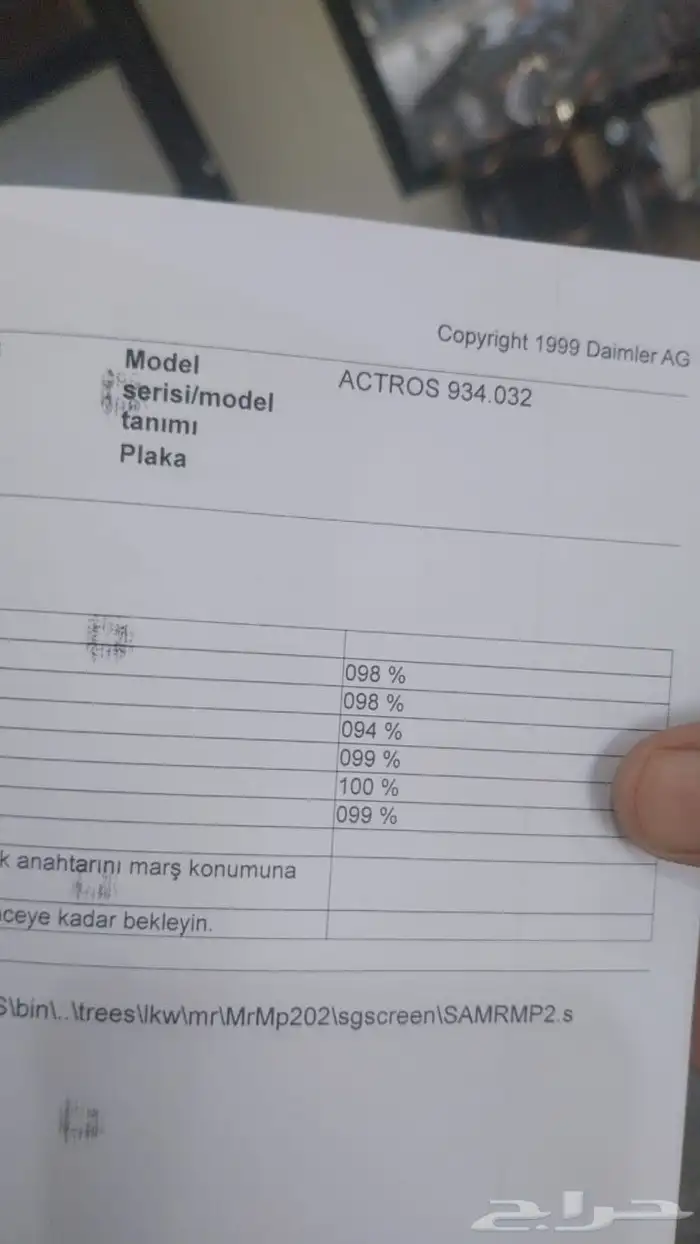 Copyright 1999 Daimler AG
Model
serisi/model
tanımı
ACTROS 934.032
Plaka
098 %
098 %
094 %
099 %
100 %
099 %
k anahtarını marş konumuna
ceye kadar bekleyin.
S\bin\..\trees\lkw\mr\MrMp202\sgscreen\SAMRMP2.s
حراج